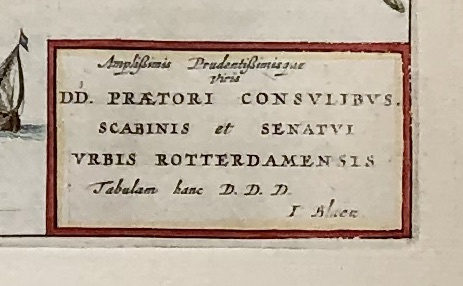 Amplißimis Prudentißimisque
Viris
DD. PRÆTORI CONSVLIBVS.
SCABINIS et SENATVI
VRBIS ROTTERDAMENSIS
Tabulam hanc D. D. D.
I Blaeu